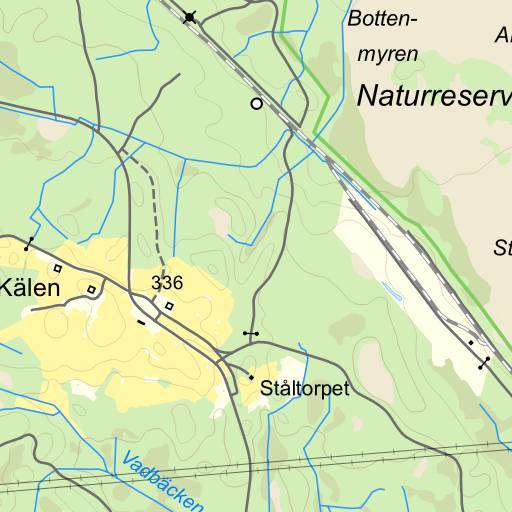 Botten-
myren
Naturreserv
Kälen
336
Ståltorpet
Vadbäcken